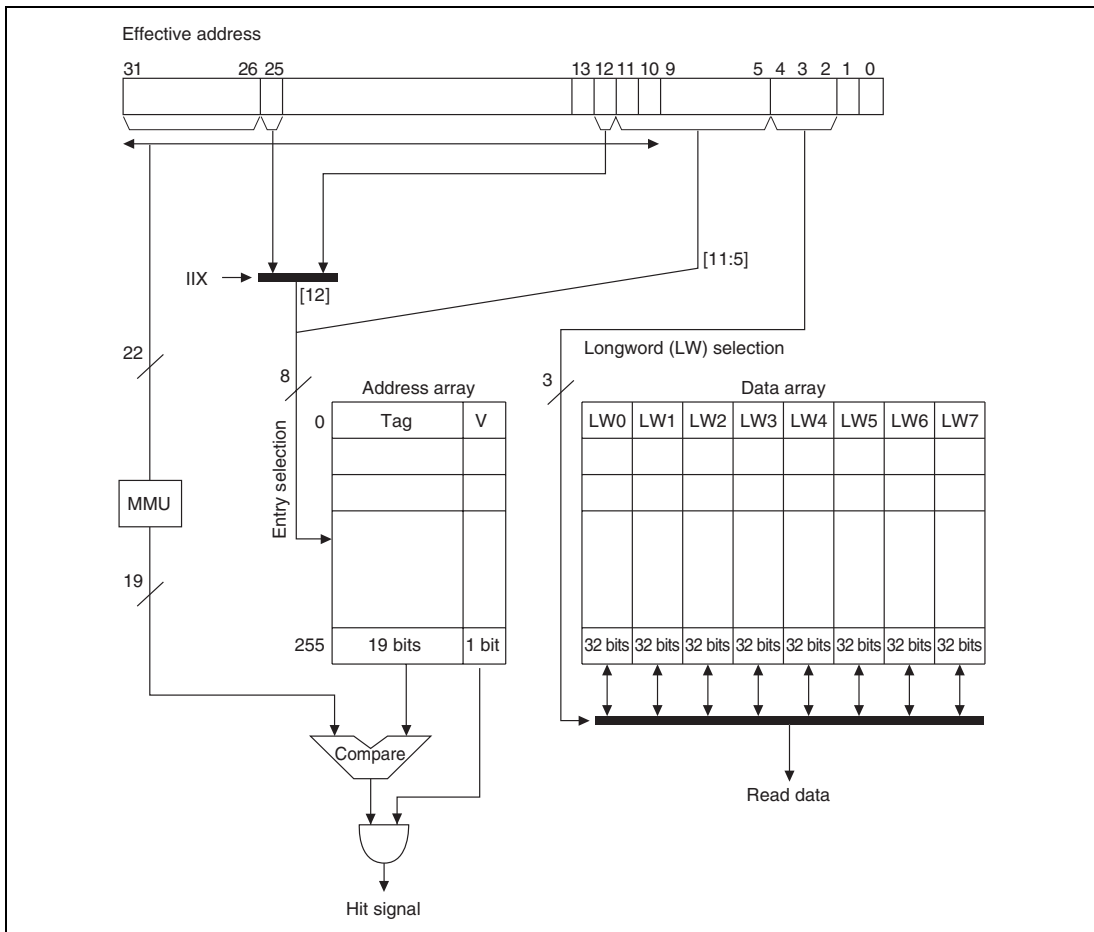 Effective address
31 26 25 13 12 11 10 9 5 4 3 2 1 0
IIX
[12]
[11:5]
22
8
3
Longword (LW) selection
Entry selection
Address array
Data array
0 Tag V
LW0 LW1 LW2 LW3 LW4 LW5 LW6 LW7
MMU
19
255 19 bits 1 bit
32 bits 32 bits 32 bits 32 bits 32 bits 32 bits 32 bits 32 bits
Compare
Read data
Hit signal